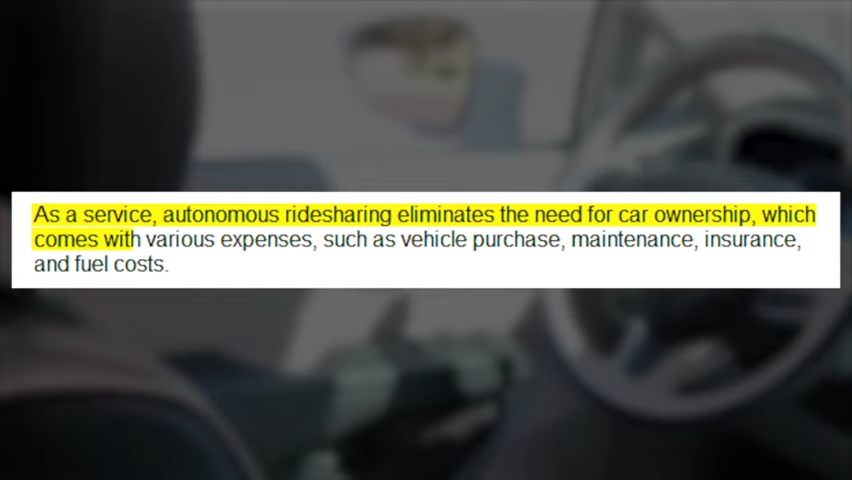 As a service, autonomous ridesharing eliminates the need for car ownership, which
comes with various expenses, such as vehicle purchase, maintenance, insurance,
and fuel costs.